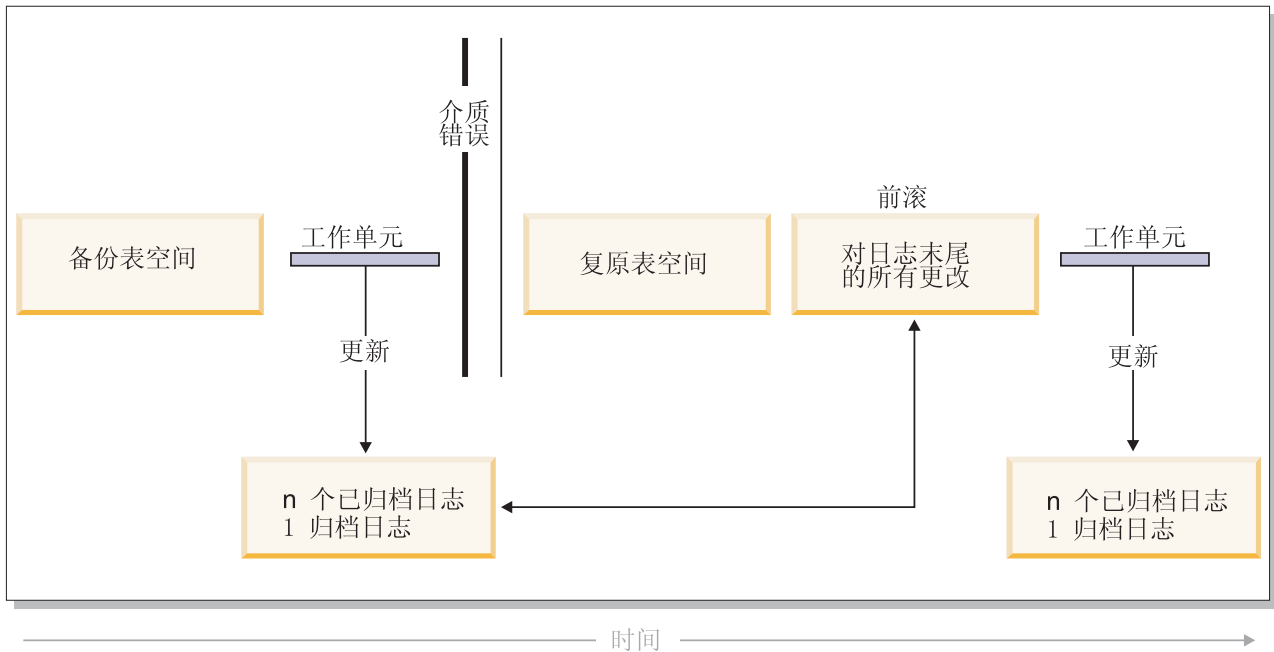 介质
错误
备份表空间
工作单元
复原表空间
前滚
对日志末尾
的所有更改
工作单元
更新
更新
n 个已归档日志
1 归档日志
n 个已归档日志
1 归档日志
时间